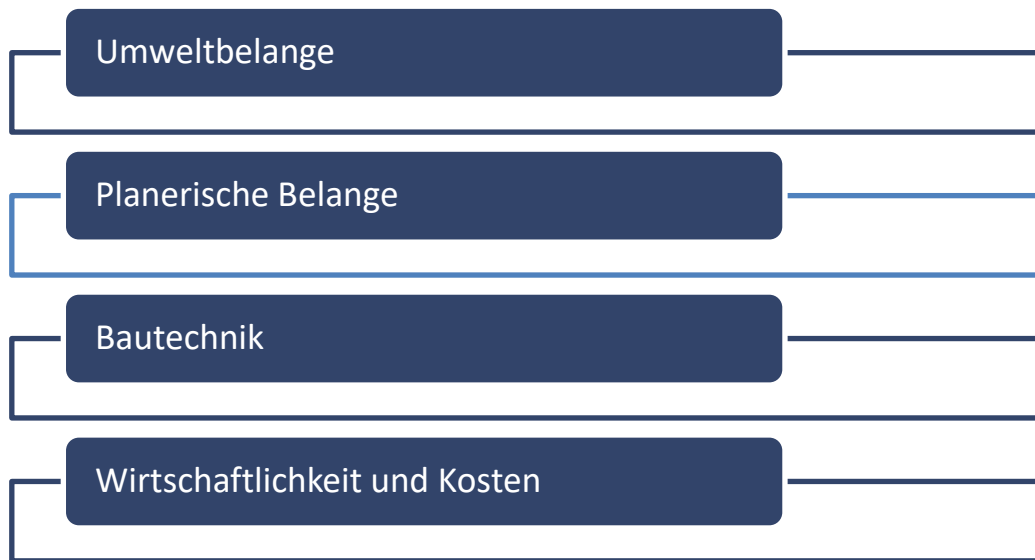 Umweltbelange
Planerische Belange
Bautechnik
Wirtschaftlichkeit und Kosten